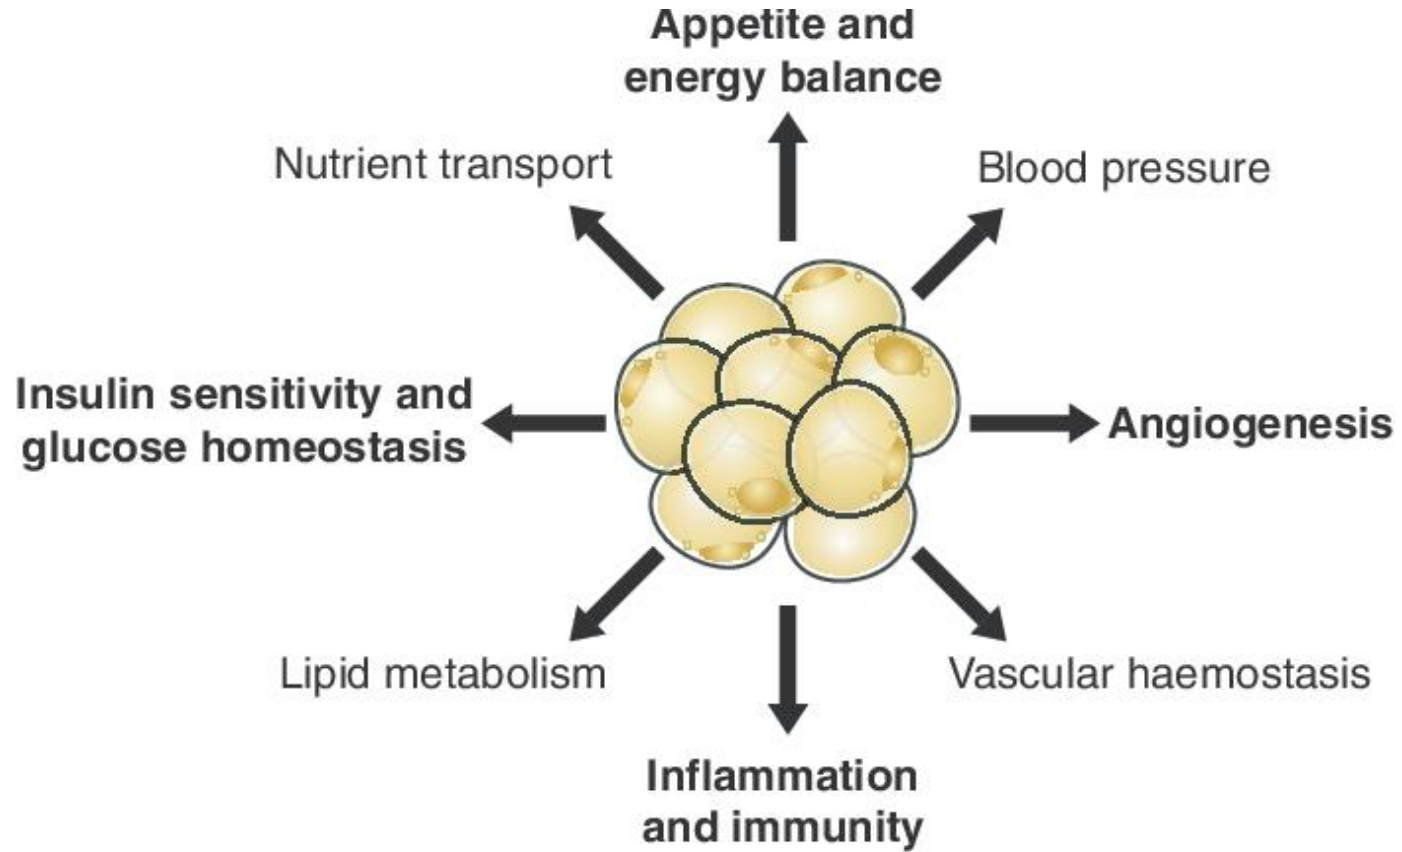 Appetite and
energy balance
Nutrient transport
Blood pressure
Insulin sensitivity and
glucose homeostasis
Angiogenesis
Lipid metabolism
Vascular haemostasis
Inflammation
and immunity